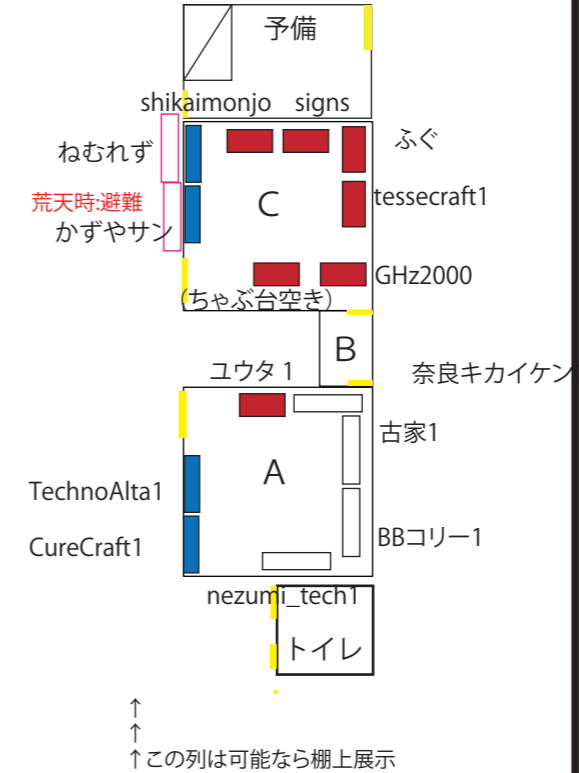 予備
shikaimonjo signs
ねむれず
ふぐ
荒天時:避難
かずやサン
C
tessecraft1
GHz2000
(ちゃぶ台空き)
B
ユウタ 1
奈良キカイケン
古家1
A
TechnoAlta1
CureCraft1
BBコリー1
nezumi_tech1
トイレ
↑
↑
↑この列は可能なら棚上展示